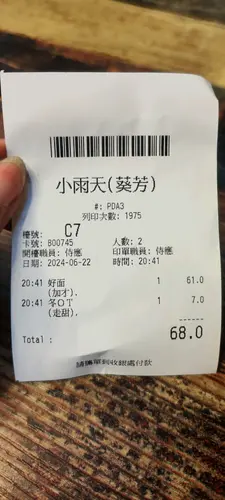 小雨天(葵芳)
#: PDA3
列印次數: 1975
檯號: C7
卡號: B00745 人數: 2
開檯職員: 侍應 印單職員: 侍應
日期: 2024-06-22 時間: 20:41
20:41 好面 1 61.0
(加才),
20:41 冬OT 1 7.0
(走甜),
------
Total : 68.0
請攜單到收銀處付款